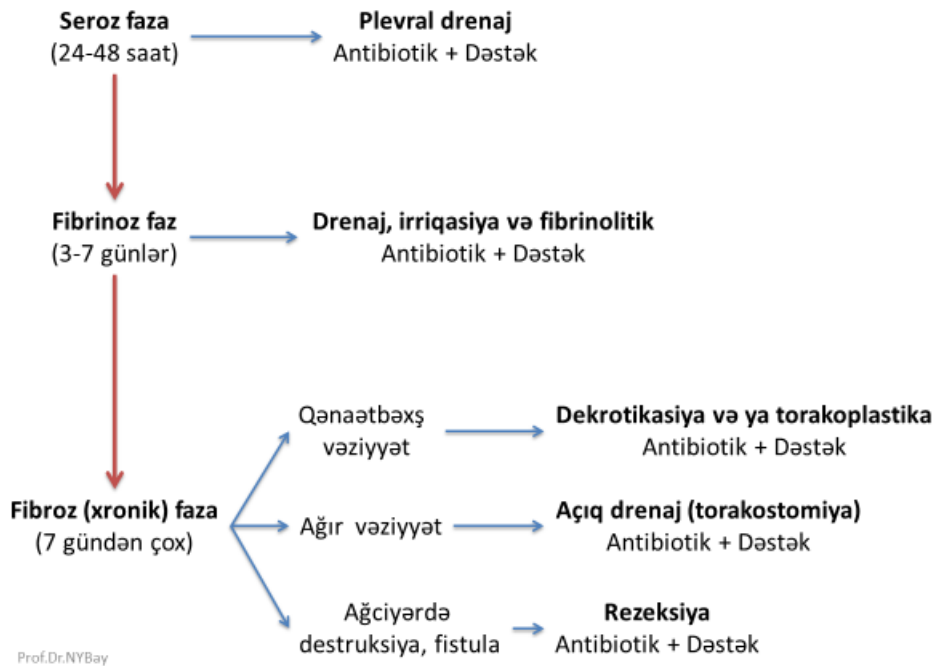 Seroz faza
(24-48 saat)
Plevral drenaj
Antibiotik + Dəstək
Fibrinoz faz
(3-7 günlər)
Drenaj, irriqasiya və fibrinolitik
Antibiotik + Dəstək
Qənaətbəxş
vəziyyət
Dekrotikasiya və ya torakoplastika
Antibiotik + Dəstək
Fibroz (xronik) faza
(7 gündən çox)
Ağır vəziyyət
Açıq drenaj (torakostomiya)
Antibiotik + Dəstək
Ağciyərdə
destruksiya, fistula
Rezeksiya
Antibiotik + Dəstək
Prof.Dr.NYBay